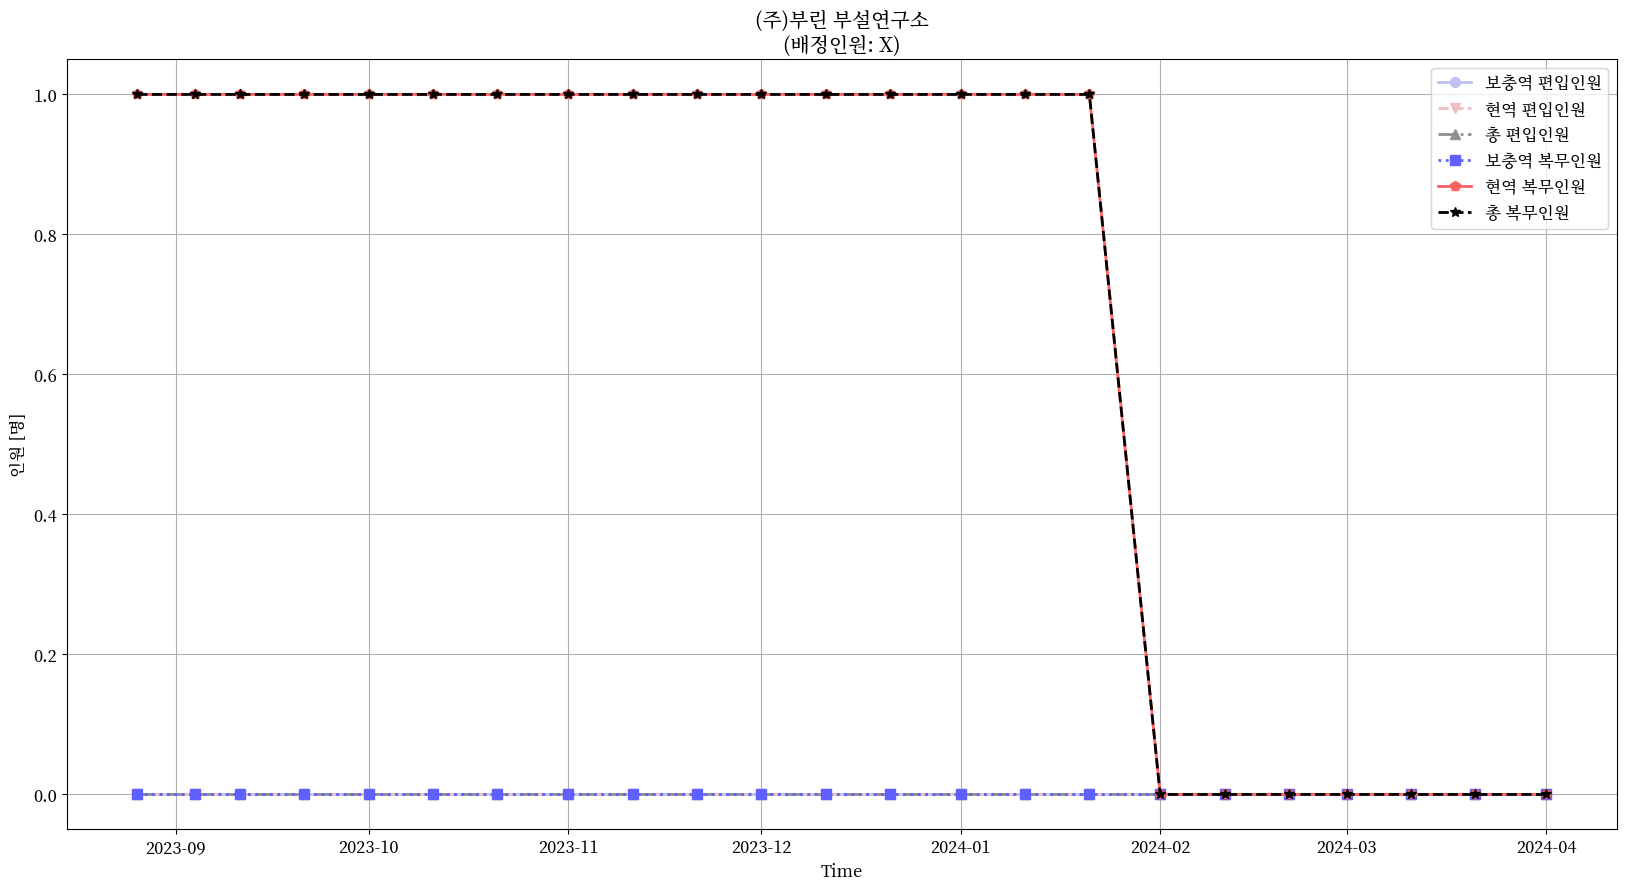 (주)부린 부설연구소
(배정인원: X)
보충역 편입인원
현역 편입인원
총 편입인원
보충역 복무인원
현역 복무인원
총 복무인원
인원 [명]
1.0
0.8
0.6
0.4
0.2
0.0
2023-09 2023-10 2023-11 2023-12 2024-01 2024-02 2024-03 2024-04
Time